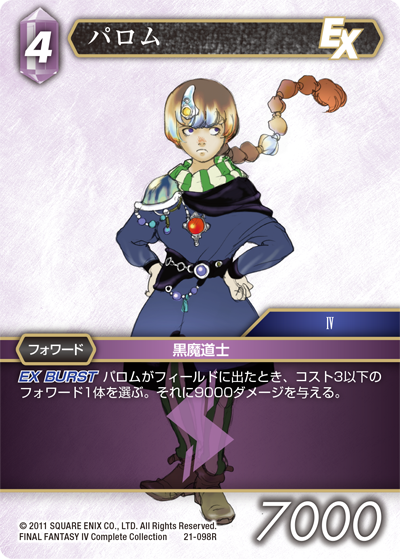 4
パロム
EX
IV
フォワード
黒魔道士
EX BURST パロムがフィールドに出たとき、コスト3以下の
フォワード1体を選ぶ。それに9000ダメージを与える。
© 2011 SQUARE ENIX CO., LTD. All Rights Reserved.
FINAL FANTASY IV Complete Collection 21-098R
7000